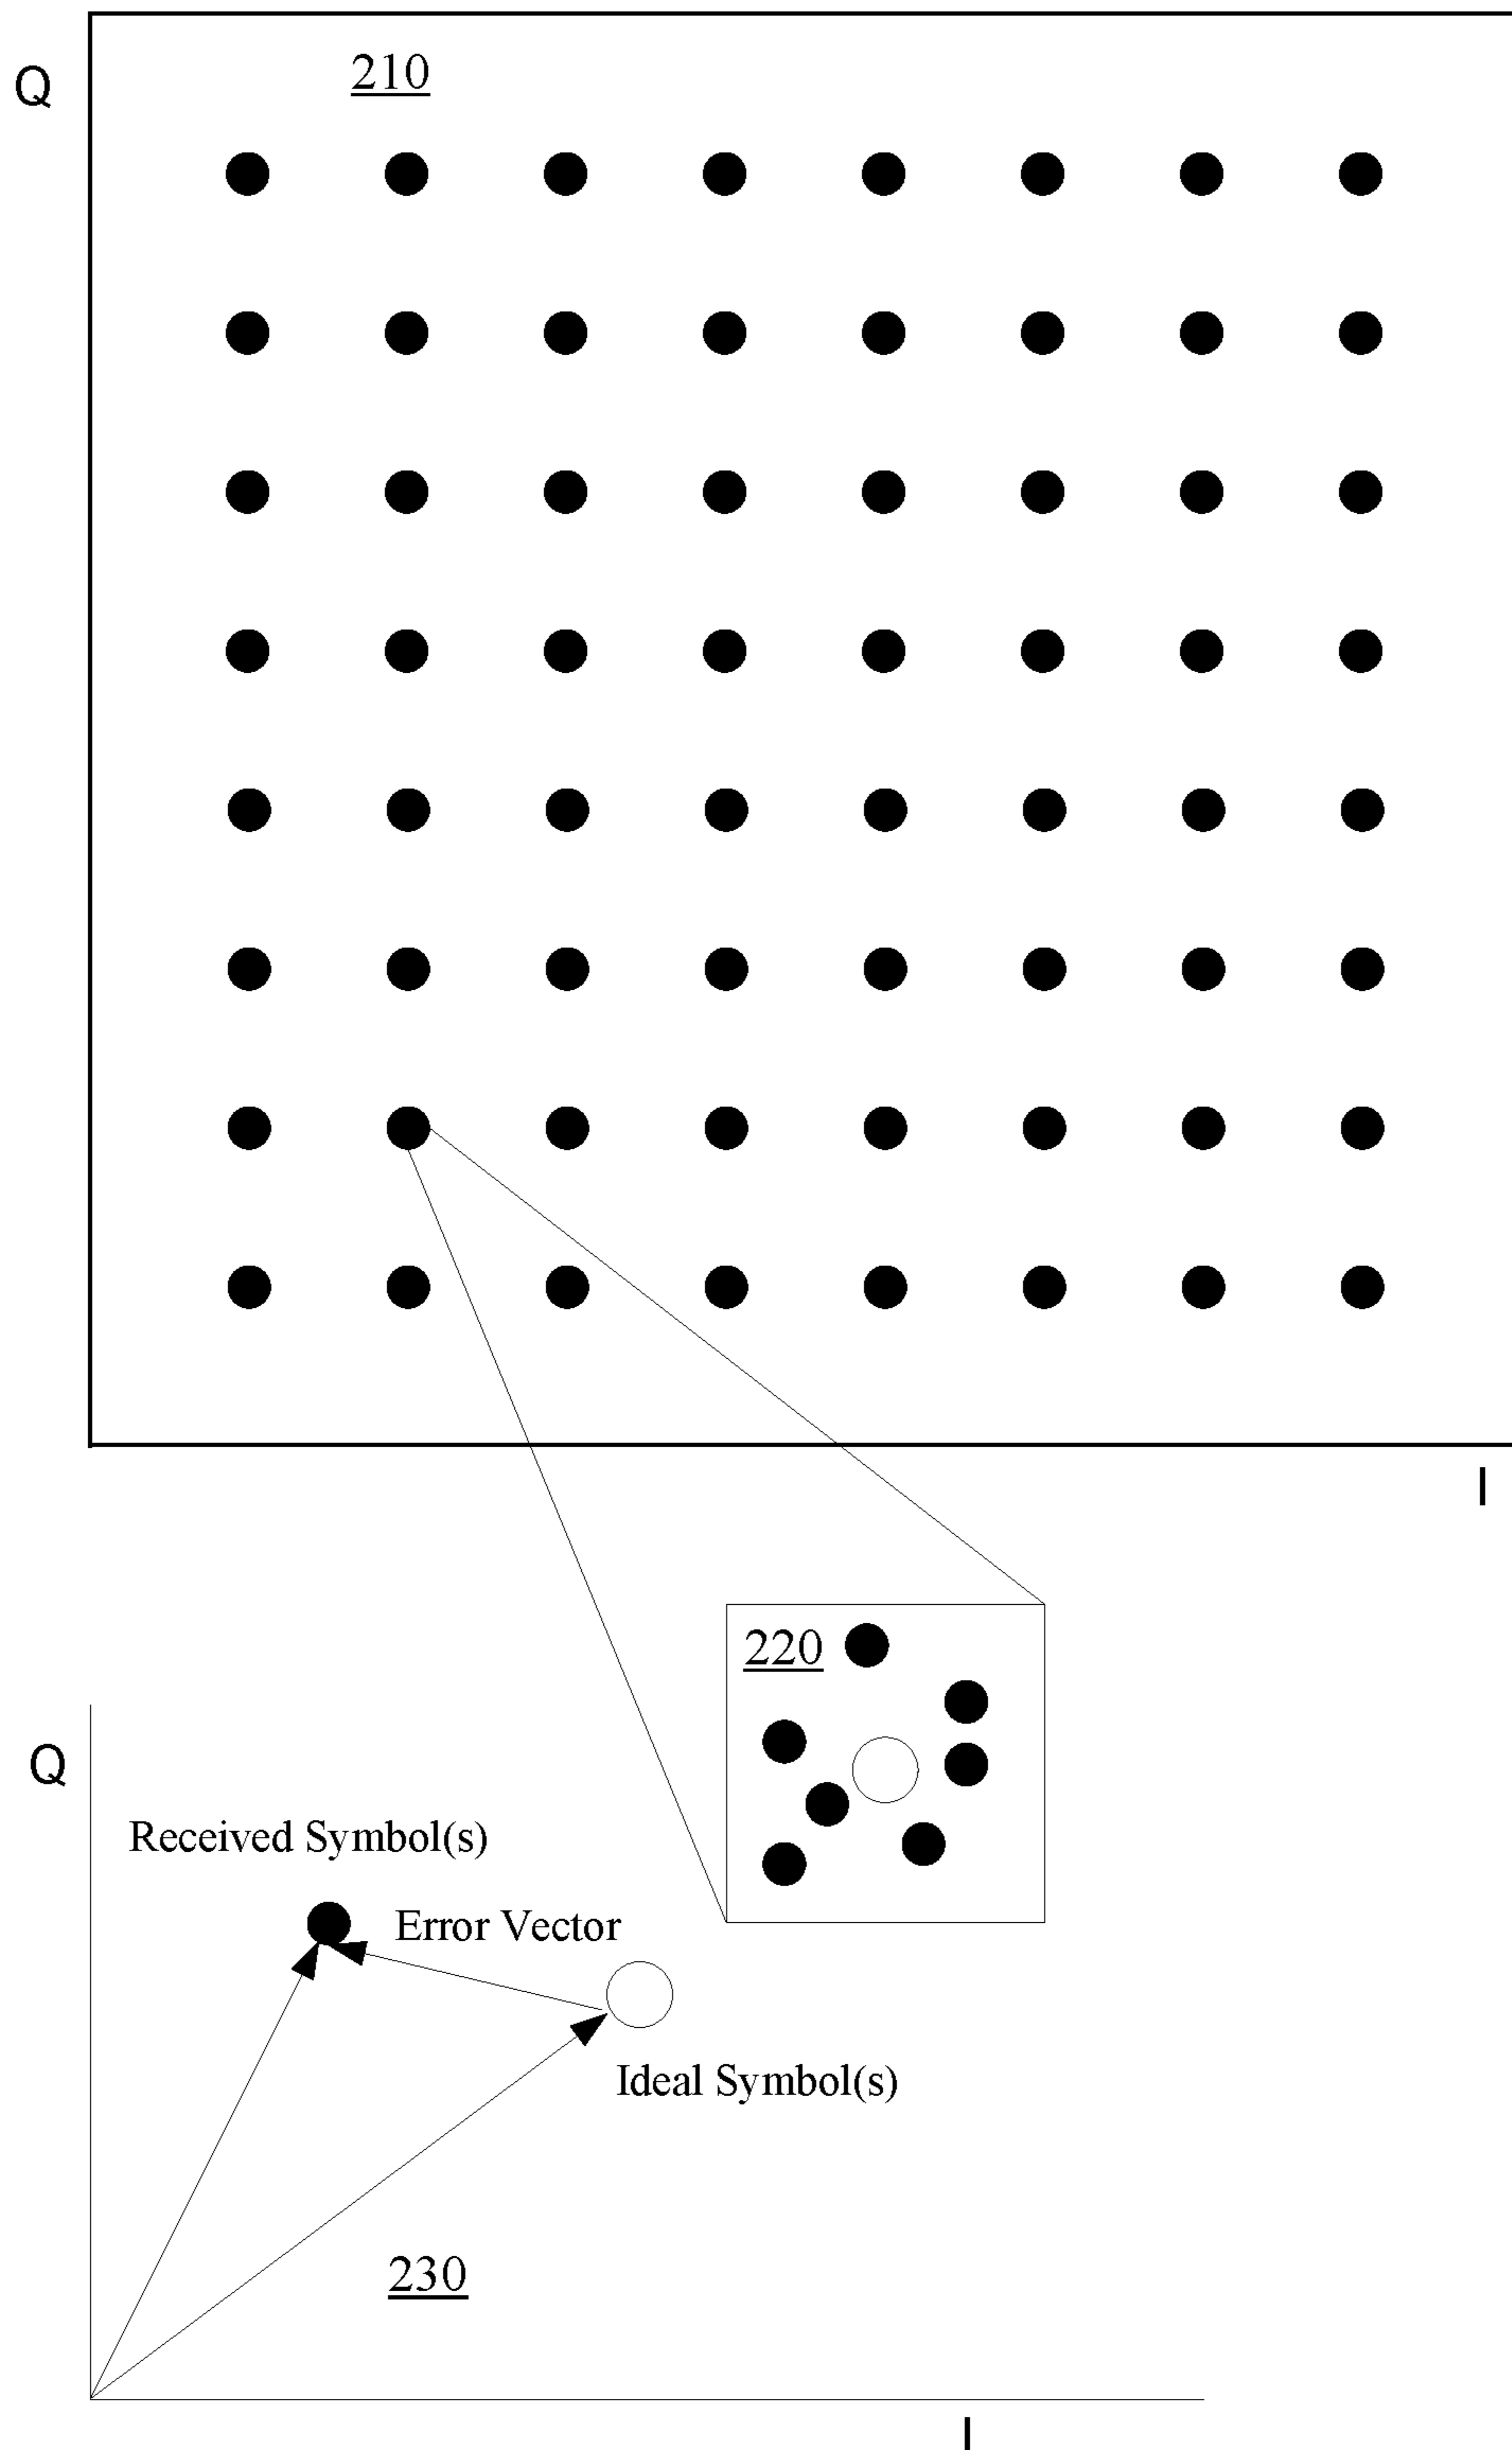 210
Q
I
220
Q
Received Symbol(s)
Error Vector
Ideal Symbol(s)
230
I